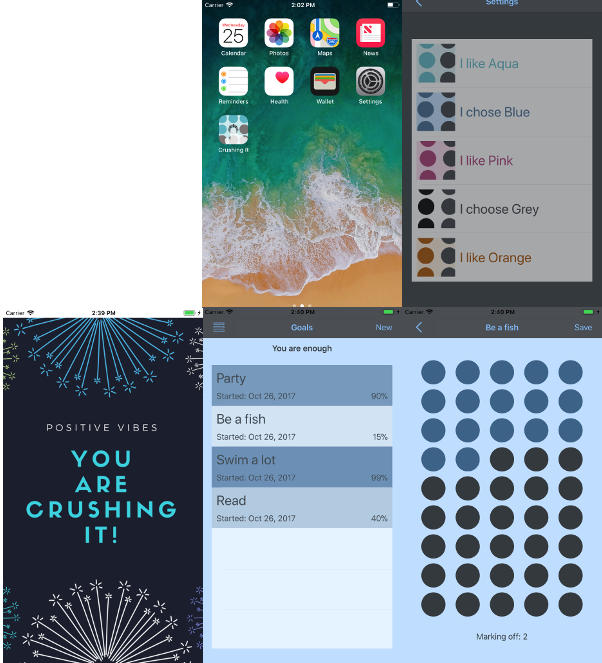 Carrier 2:02 PM
Wednesday
25
Calendar Photos Maps News
Reminders Health Wallet Settings
Crushing It
Settings
I like Aqua
I chose Blue
I like Pink
I choose Grey
I like Orange
Carrier 2:39 PM
POSITIVE VIBES
YOU
ARE
CRUSHING
IT!
Carrier 2:40 PM
Goals New
You are enough
Party
Started: Oct 26, 2017 90%
Be a fish
Started: Oct 26, 2017 15%
Swim a lot
Started: Oct 26, 2017 99%
Read
Started: Oct 26, 2017 40%
Carrier 2:40 PM
Be a fish Save
Marking off: 2